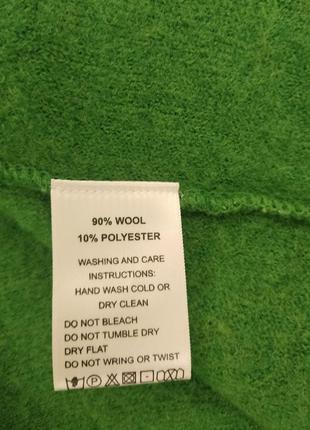 90% WOOL
10% POLYESTER
WASHING AND CARE
INSTRUCTIONS:
HAND WASH COLD OR
DRY CLEAN
DO NOT BLEACH
DO NOT TUMBLE DRY
DRY FLAT
DO NOT WRING OR TWIST